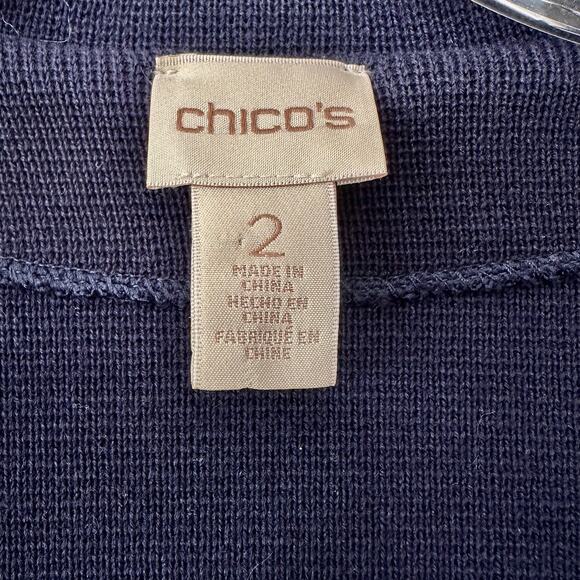 chico's
2
MADE IN
CHINA
HECHO EN
CHINA
FABRIQUÉ EN
CHINE